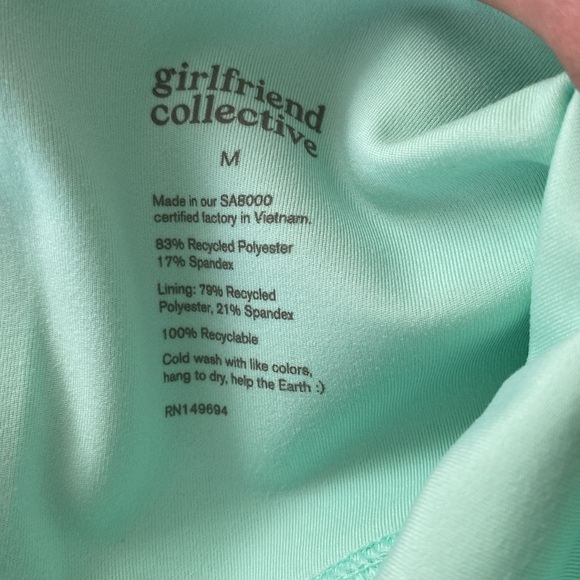 girlfriend
collective
M
Made in our SA8000
certified factory in Vietnam.
83% Recycled Polyester
17% Spandex
Lining: 79% Recycled
Polyester, 21% Spandex
100% Recyclable
Cold wash with like colors,
hang to dry, help the Earth :)
RN149694